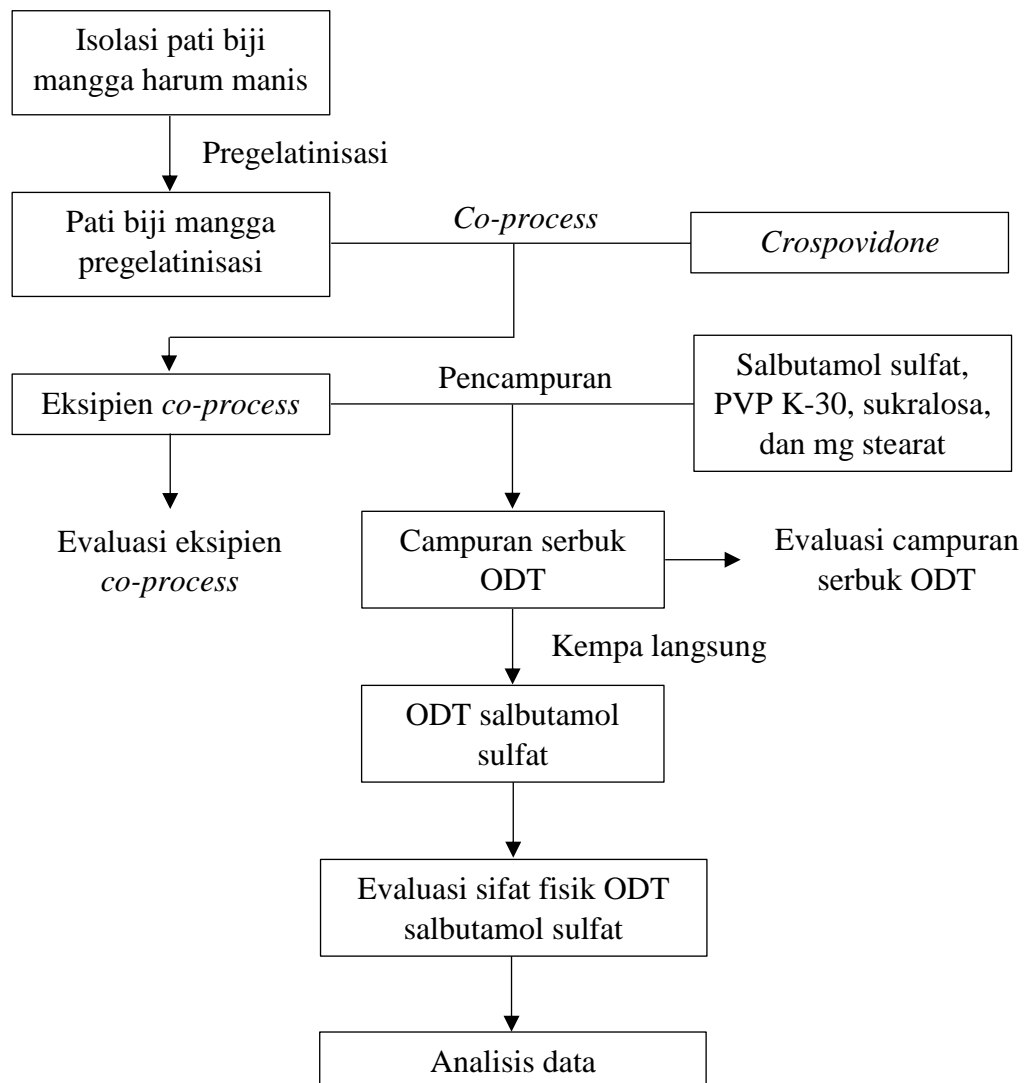 Isolasi pati biji
mangga harum manis
Pregelatinisasi
Pati biji mangga
pregelatinisasi
Co-process
Crospovidone
Eksipien co-process
Pencampuran
Salbutamol sulfat,
PVP K-30, sukralosa,
dan mg stearat
Evaluasi eksipien
co-process
Campuran serbuk
ODT
Evaluasi campuran
serbuk ODT
Kempa langsung
ODT salbutamol
sulfat
Evaluasi sifat fisik ODT
salbutamol sulfat
Analisis data